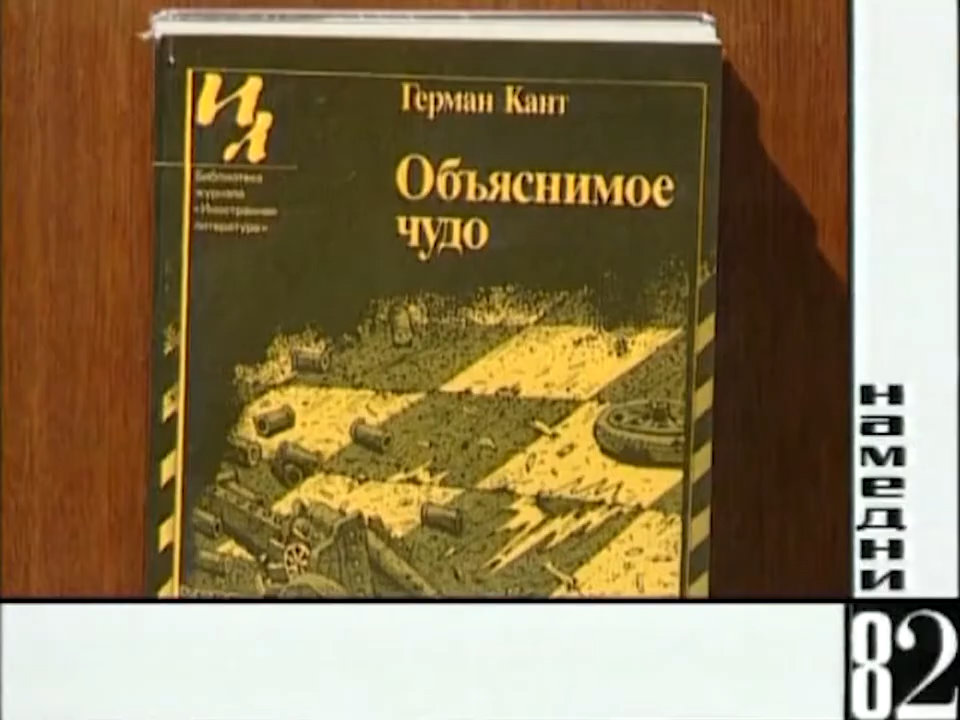 ИЛ
Библиотека
журнала
«Иностранная
литература»
Герман Кант
Объяснимое
чудо
намедни
82